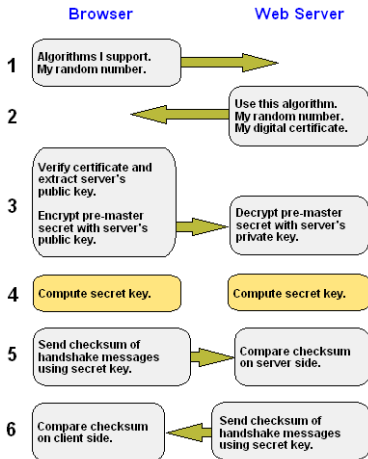 Browser
Web Server
1
Algorithms I support.
My random number.
2
Use this algorithm.
My random number.
My digital certificate.
3
Verify certificate and
extract server's
public key.
Encrypt pre-master
secret with server's
public key.
Decrypt pre-master
secret with server's
private key.
4
Compute secret key.
Compute secret key.
5
Send checksum of
handshake messages
using secret key.
Compare checksum
on server side.
6
Compare checksum
on client side.
Send checksum of
handshake messages
using secret key.